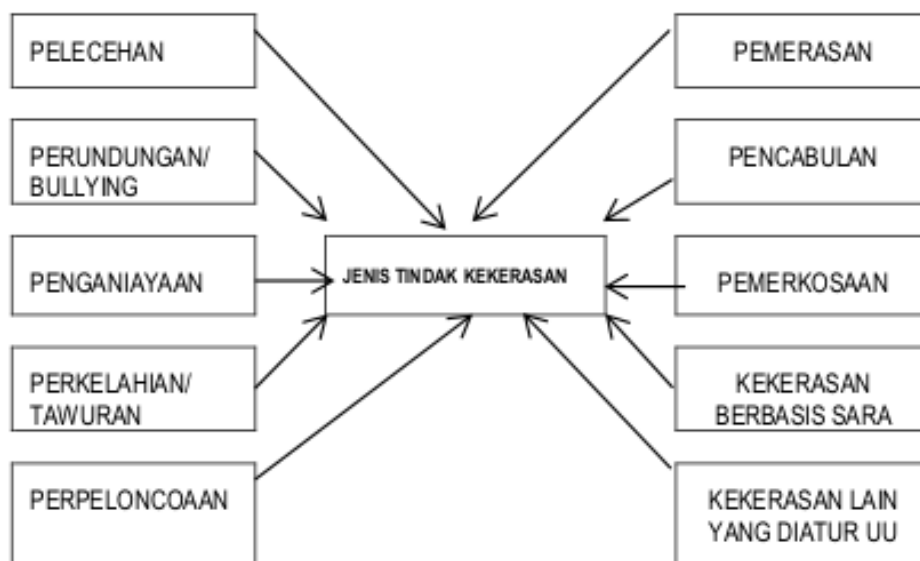 PELECEHAN
PERUNDUNGAN/
BULLYING
PENGANIAYAAN
PERKELAHIAN/
TAWURAN
PERPELONCOAAN
JENIS TINDAK KEKERASAN
PEMERASAN
PENCABULAN
PEMERKOSAAN
KEKERASAN
BERBASIS SARA
KEKERASAN LAIN
YANG DIATUR UU